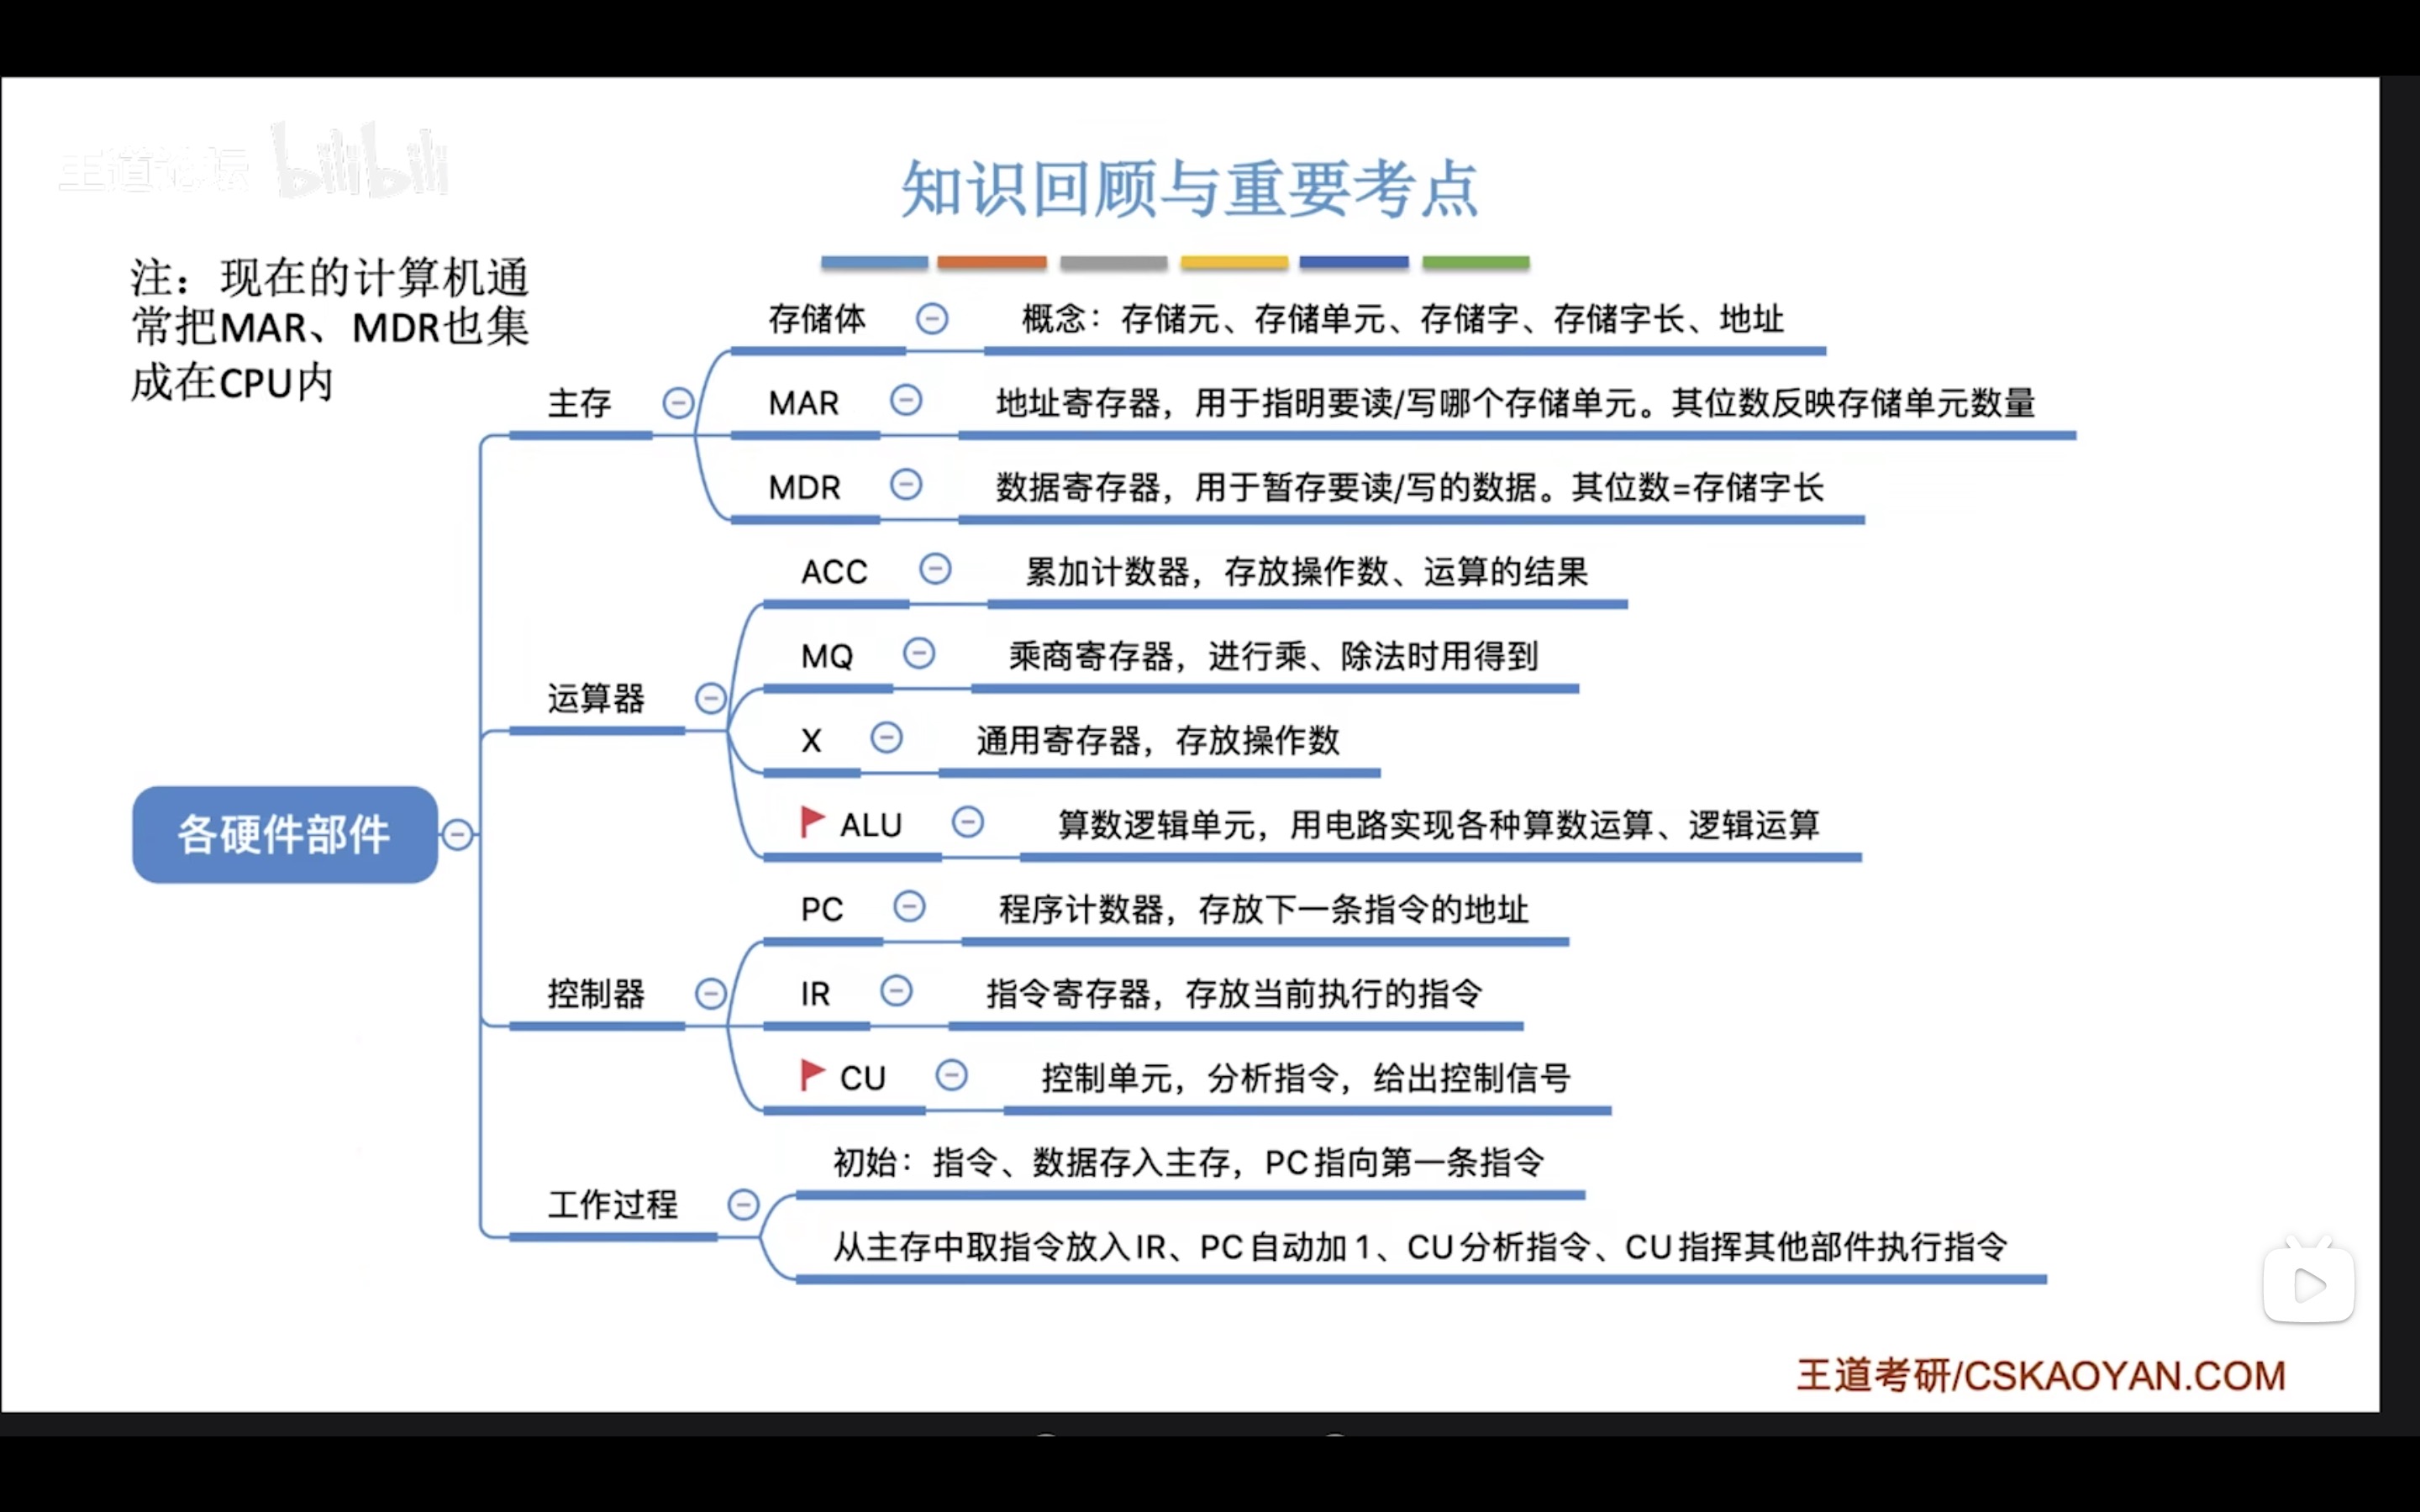 王道论坛 bilibili
知识回顾与重要考点
注：现在的计算机通
常把MAR、MDR也集
成在CPU内
各硬件部件
主存
存储体
概念：存储元、存储单元、存储字、存储字长、地址
MAR
地址寄存器，用于指明要读/写哪个存储单元。其位数反映存储单元数量
MDR
数据寄存器，用于暂存要读/写的数据。其位数=存储字长
运算器
ACC
累加计数器，存放操作数、运算的结果
MQ
乘商寄存器，进行乘、除法时用得到
X
通用寄存器，存放操作数
ALU
算数逻辑单元，用电路实现各种算数运算、逻辑运算
控制器
PC
程序计数器，存放下一条指令的地址
IR
指令寄存器，存放当前执行的指令
CU
控制单元，分析指令，给出控制信号
工作过程
初始：指令、数据存入主存，PC指向第一条指令
从主存中取指令放入IR、PC自动加1、CU分析指令、CU指挥其他部件执行指令
王道考研/CSKAOYAN.COM